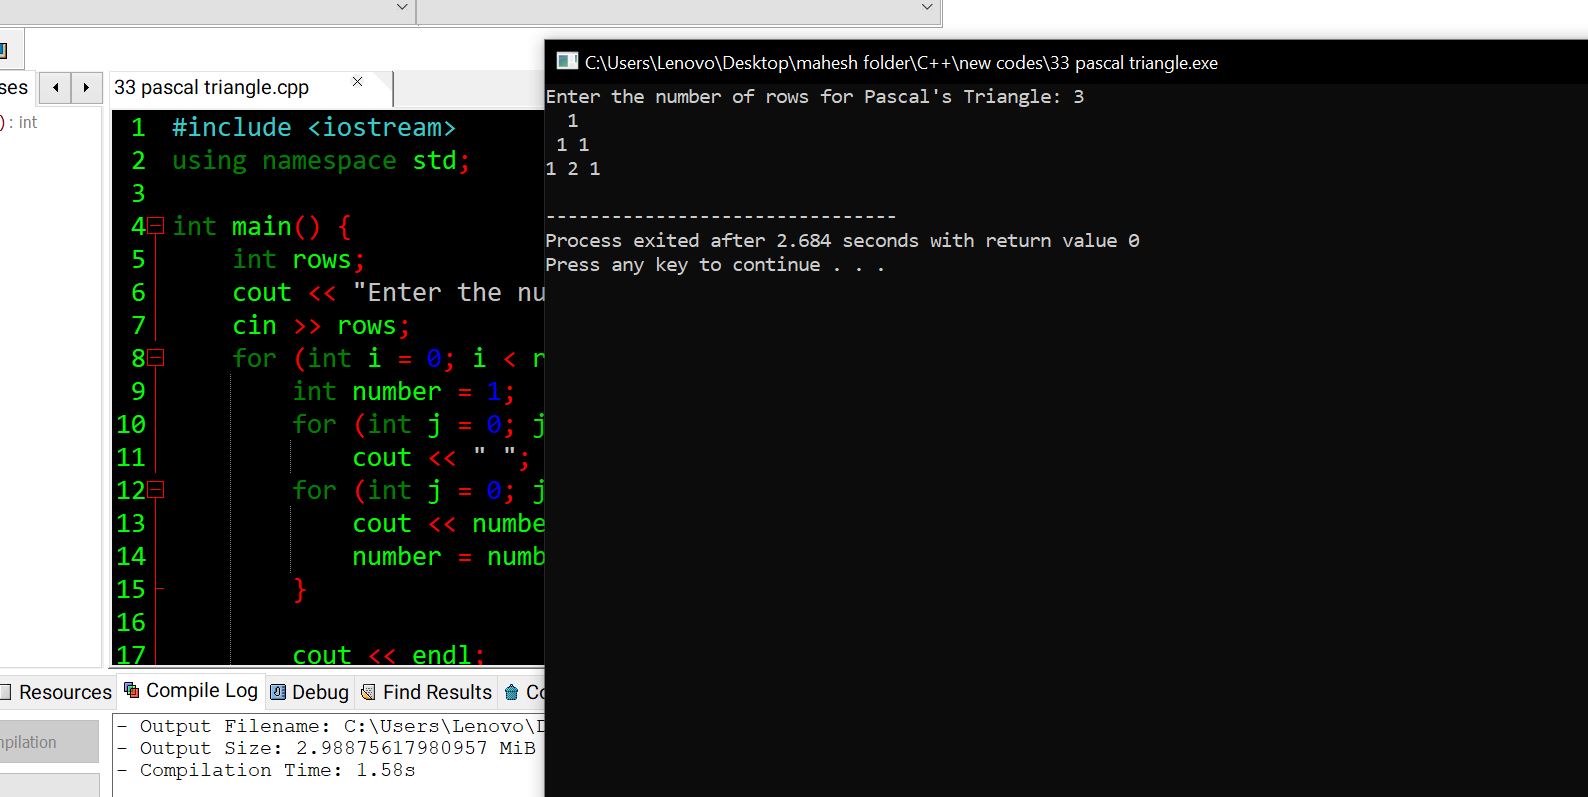 ses
) : int
33 pascal triangle.cpp
1 #include <iostream>
2 using namespace std;
3
4 int main() {
5 int rows;
6 cout << "Enter the nu
7 cin >> rows;
8 for (int i = 0; i < r
9 int number = 1;
10 for (int j = 0; j
11 cout << " ";
12 for (int j = 0; j
13 cout << numbe
14 number = numb
15 }
16
17 cout << endl;
Resources Compile Log Debug Find Results Co
mpilation
- Output Filename: C:\Users\Lenovo\D
- Output Size: 2.98875617980957 MiB
- Compilation Time: 1.58s
C:\Users\Lenovo\Desktop\mahesh folder\C++\new codes\33 pascal triangle.exe
Enter the number of rows for Pascal's Triangle: 3
1
1 1
1 2 1
--------------------------------
Process exited after 2.684 seconds with return value 0
Press any key to continue . . .